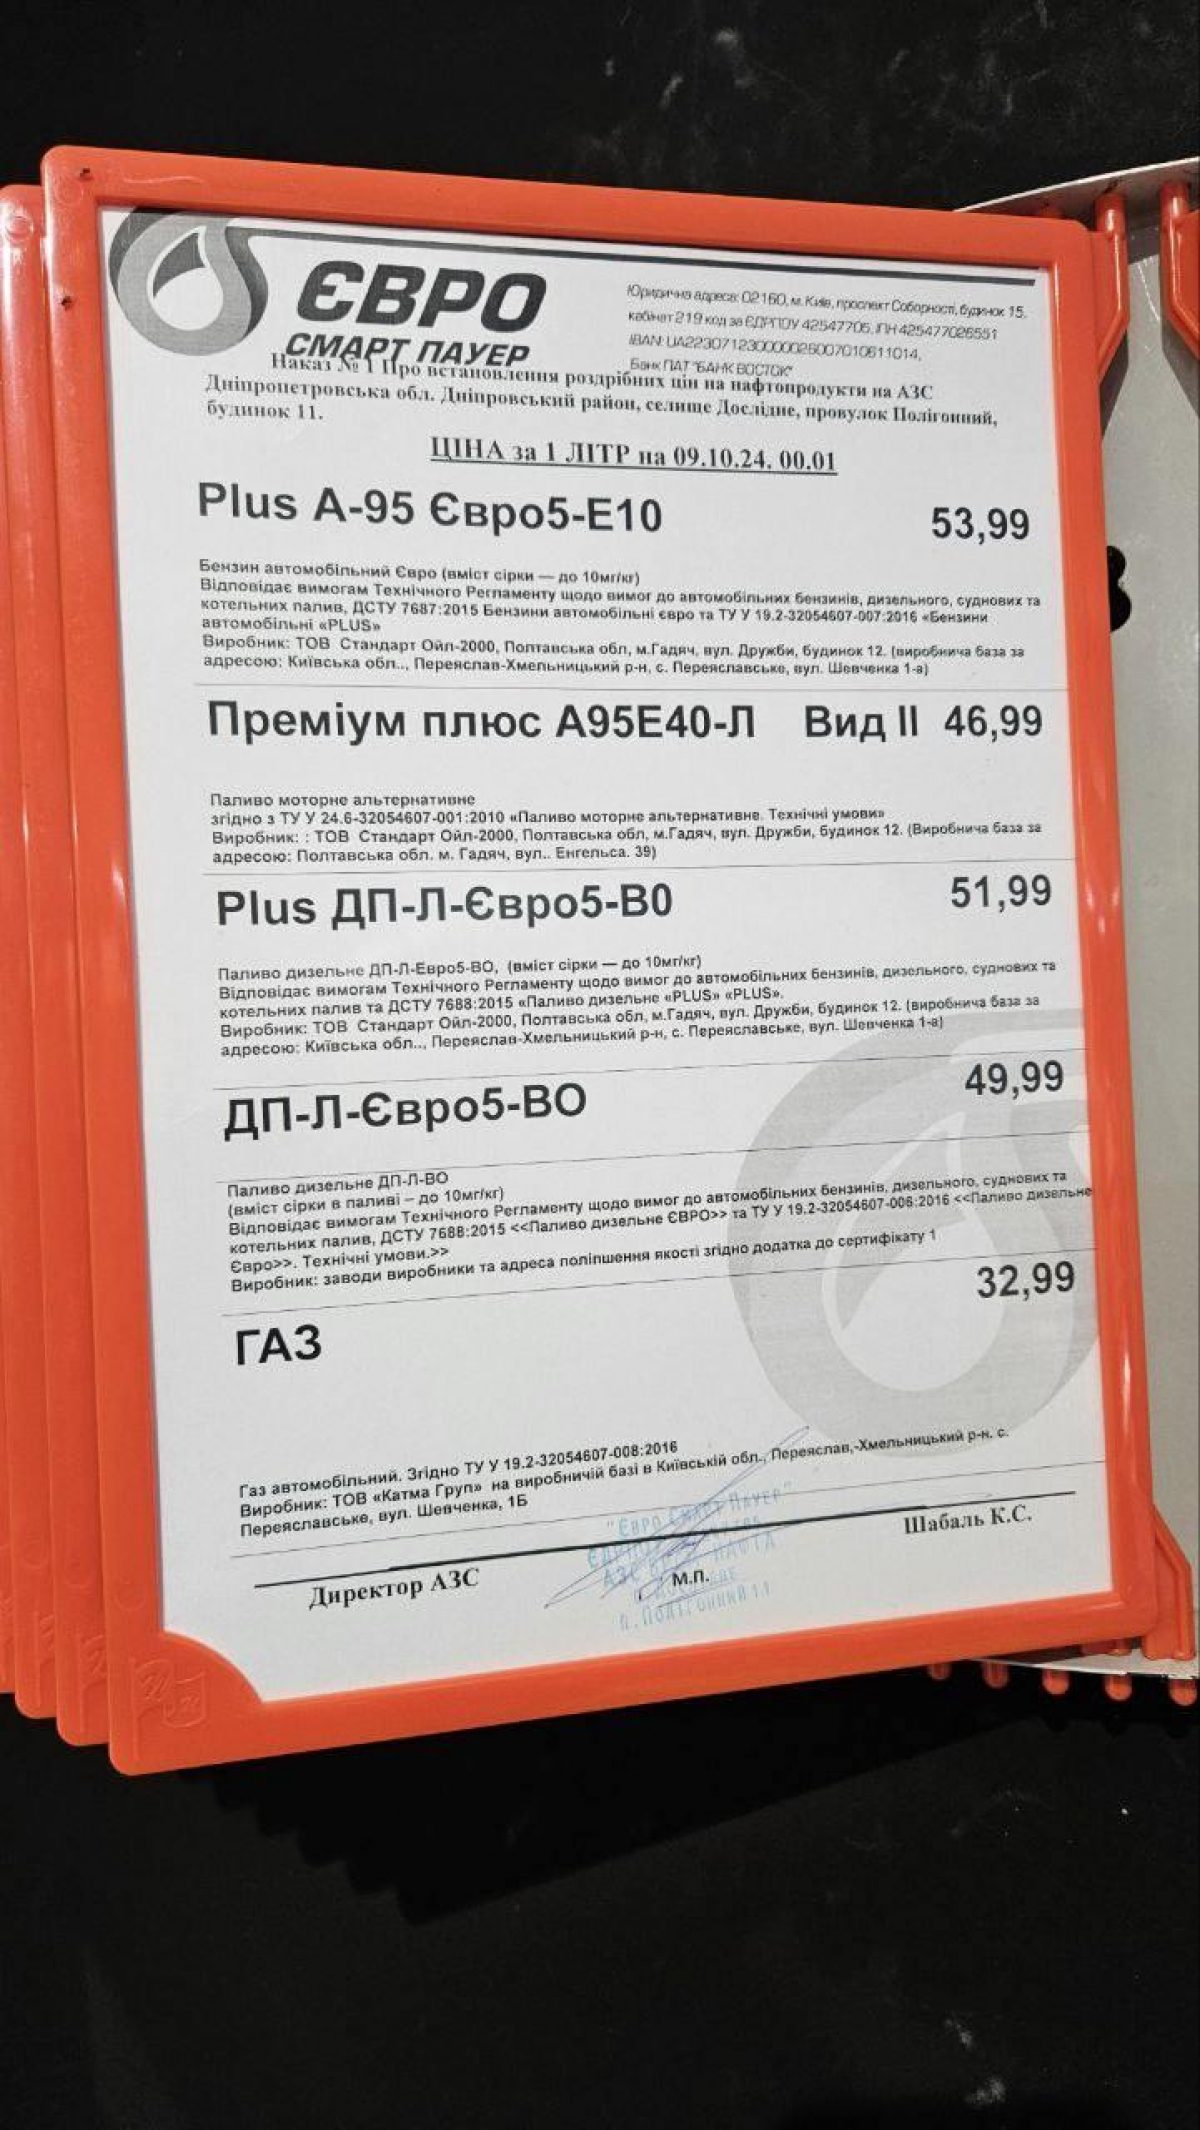 ЄВРО
СМАРТ ПАУЕР
Юридична адреса: 02160, м. Київ, проспект Соборності, будинок 15,
кабінет 219 код за ЄДРПОУ 42547705, ІПН 425477026551
IBAN: UA223071230000026007010611014,
Банк ПАТ "БАНК ВОСТОК"
Наказ № 1 Про встановлення роздрібних цін на нафтопродукти на АЗС
Дніпропетровська обл. Дніпровський район, селище Дослідне, провулок Полігонний,
будинок 11.
ЦІНА за 1 ЛІТР на 09.10.24. 00.01
Plus А-95 Євро5-Е10 53,99
Бензин автомобільний Євро (вміст сірки — до 10мг/кг)
Відповідає вимогам Технічного Регламенту щодо вимог до автомобільних бензинів, дизельного, суднових та
котельних палив, ДСТУ 7687:2015 Бензини автомобільні євро та ТУ У 19.2-32054607-007:2016 «Бензини
автомобільні «PLUS»
Виробник: ТОВ Стандарт Ойл-2000, Полтавська обл, м.Гадяч, вул. Дружби, будинок 12. (виробнича база за
адресою: Київська обл.., Переяслав-Хмельницький р-н, с. Переяславське, вул. Шевченка 1-а)
Преміум плюс А95Е40-Л Вид II 46,99
Паливо моторне альтернативне
згідно з ТУ У 24.6-32054607-001:2010 «Паливо моторне альтернативне. Технічні умови»
Виробник: : ТОВ Стандарт Ойл-2000, Полтавська обл, м.Гадяч, вул. Дружби, будинок 12. (Виробнича база за
адресою: Полтавська обл. м. Гадяч, вул.. Енгельса. 39)
Plus ДП-Л-Євро5-В0 51,99
Паливо дизельне ДП-Л-Евро5-ВО, (вміст сірки — до 10мг/кг)
Відповідає вимогам Технічного Регламенту щодо вимог до автомобільних бензинів, дизельного, суднових та
котельних палив та ДСТУ 7688:2015 «Паливо дизельне «PLUS» «PLUS».
Виробник: ТОВ Стандарт Ойл-2000, Полтавська обл, м.Гадяч, вул. Дружби, будинок 12. (виробнича база за
адресою: Київська обл.., Переяслав-Хмельницький р-н, с. Переяславське, вул. Шевченка 1-а)
ДП-Л-Євро5-ВО 49,99
Паливо дизельне ДП-Л-ВО
(вміст сірки в паливі – до 10мг/кг)
Відповідає вимогам Технічного Регламенту щодо вимог до автомобільних бензинів, дизельного, суднових та
котельних палив, ДСТУ 7688:2015 <<Паливо дизельне ЄВРО>> та ТУ У 19.2-32054607-006:2016 <<Паливо дизельне
Євро>>. Технічні умови.>>
Виробник: заводи виробники та адреса поліпшення якості згідно додатка до сертифікату 1
ГАЗ 32,99
Газ автомобільний. Згідно ТУ У 19.2-32054607-008:2016
Виробник: ТОВ «Катма Груп» на виробничій базі в Київській обл., Переяслав,-Хмельницький р-н. с.
Переяславське, вул. Шевченка, 1Б
Директор АЗС М.П. Шабаль К.С.
"ЄВРО СМАРТ ПАУЕР"
п. Полігонний 11